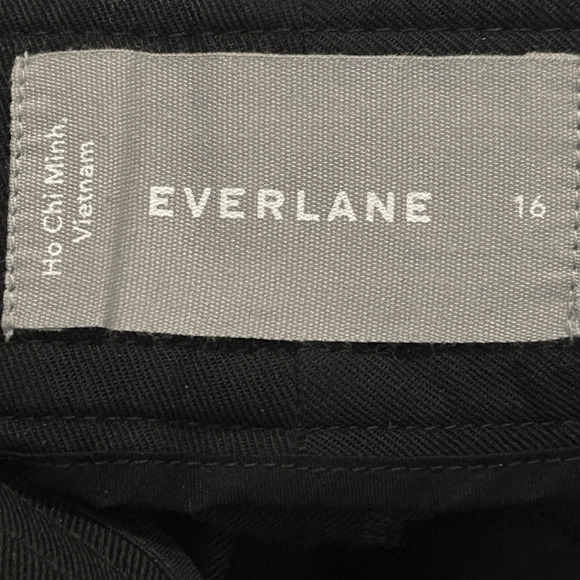 Ho Chi Minh,
Vietnam
EVERLANE
16